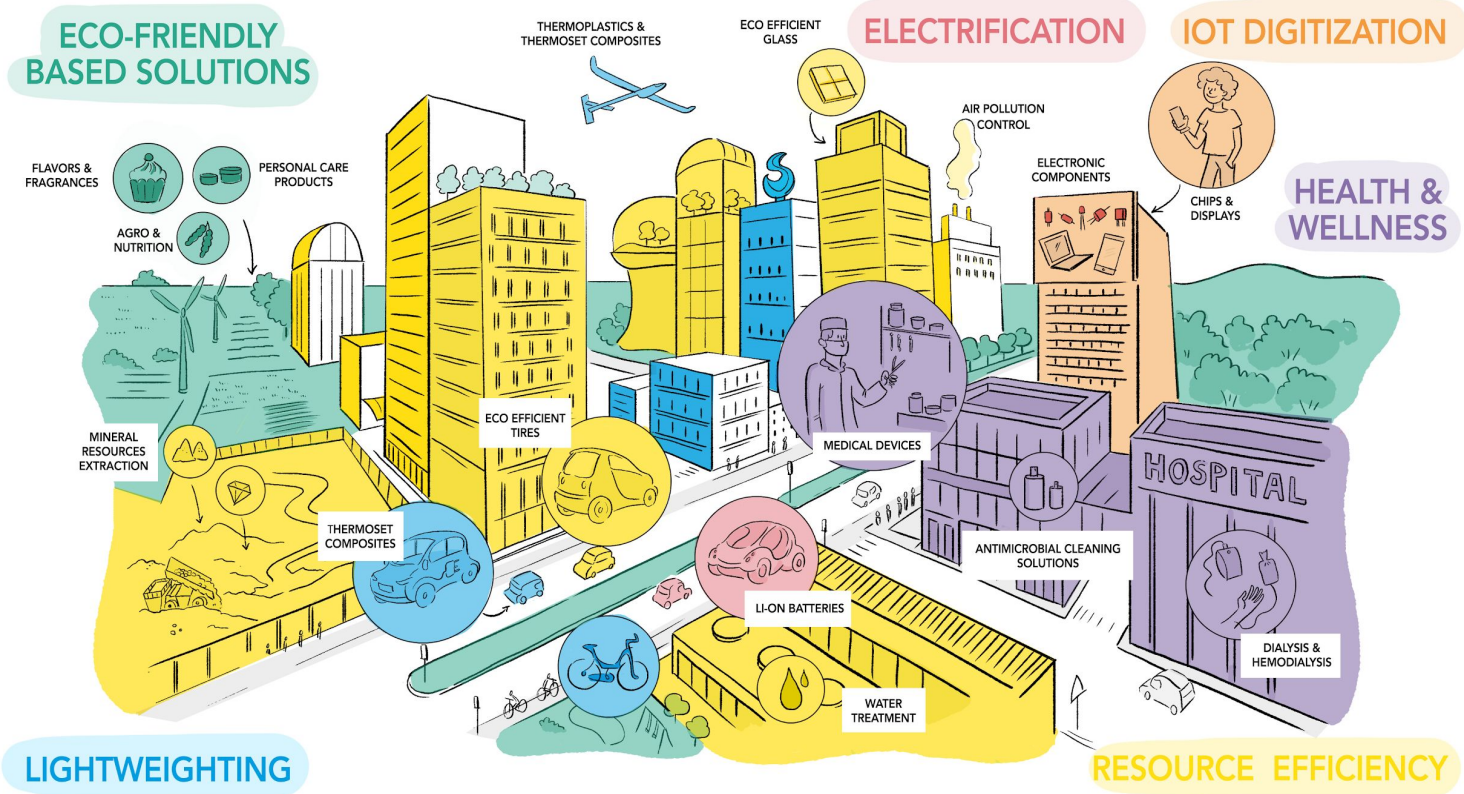 ECO-FRIENDLY
BASED SOLUTIONS
THERMOPLASTICS &
THERMOSET COMPOSITES
ECO EFFICIENT
GLASS
ELECTRIFICATION
IOT DIGITIZATION
AIR POLLUTION
CONTROL
FLAVORS &
FRAGRANCES
PERSONAL CARE
PRODUCTS
AGRO &
NUTRITION
ELECTRONIC
COMPONENTS
CHIPS &
DISPLAYS
HEALTH &
WELLNESS
MINERAL
RESOURCES
EXTRACTION
ECO EFFICIENT
TIRES
MEDICAL DEVICES
HOSPITAL
THERMOSET
COMPOSITES
ANTIMICROBIAL CLEANING
SOLUTIONS
LI-ON BATTERIES
DIALYSIS &
HEMODIALYSIS
WATER
TREATMENT
LIGHTWEIGHTING
RESOURCE EFFICIENCY